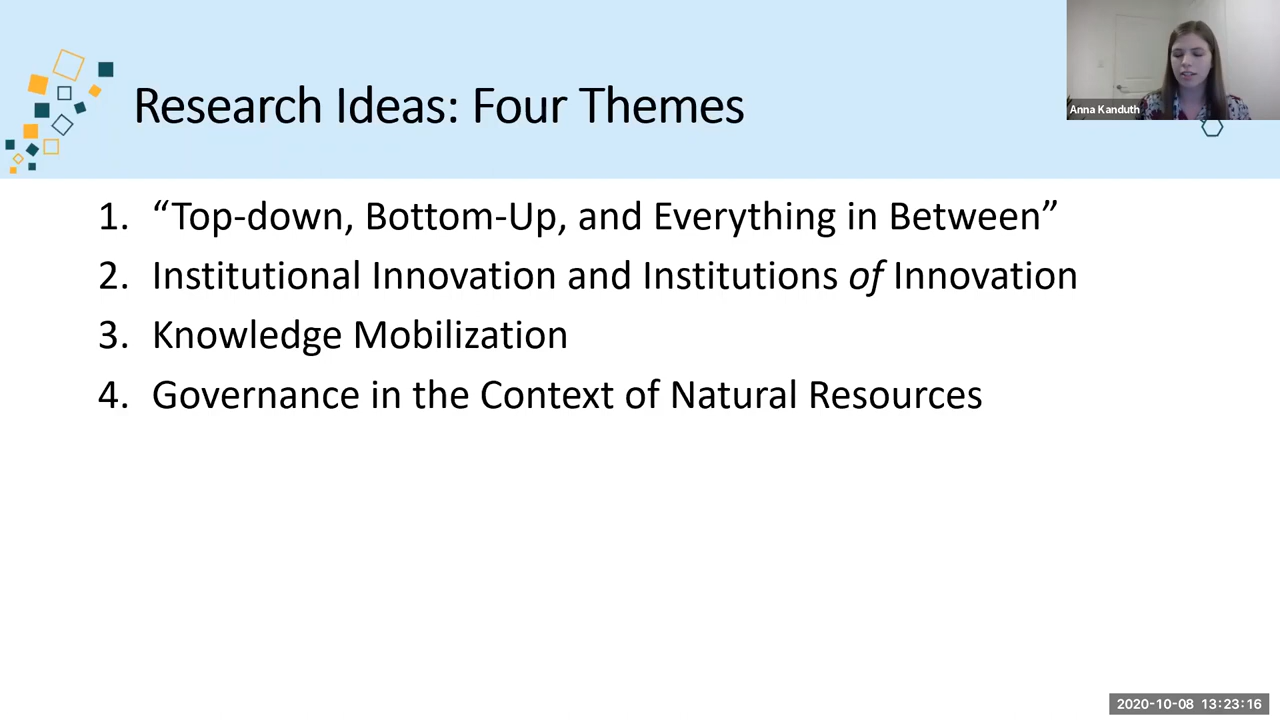 Research Ideas: Four Themes
Anna Kanduth
1. “Top-down, Bottom-Up, and Everything in Between”
2. Institutional Innovation and Institutions of Innovation
3. Knowledge Mobilization
4. Governance in the Context of Natural Resources
2020-10-08 13:23:16